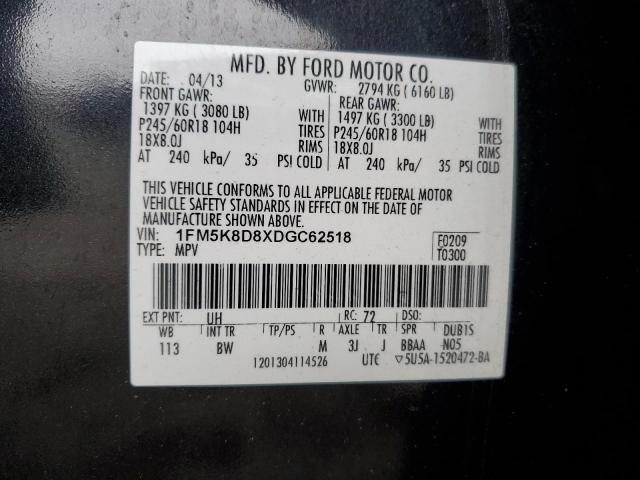 MFD. BY FORD MOTOR CO.
DATE: 04/13 GVWR: 2794 KG (6160 LB)
FRONT GAWR: REAR GAWR:
1397 KG (3080 LB) WITH 1497 KG (3300 LB) WITH
P245/60R18 104H TIRES P245/60R18 104H TIRES
18X8.0J RIMS 18X8.0J RIMS
AT 240 kPa/ 35 PSI COLD AT 240 kPa/ 35 PSI COLD
THIS VEHICLE CONFORMS TO ALL APPLICABLE FEDERAL MOTOR
VEHICLE SAFETY STANDARDS IN EFFECT ON THE DATE OF
MANUFACTURE SHOWN ABOVE.
VIN: 1FM5K8D8XDGC62518 F0209
TYPE: MPV T0300
EXT PNT: UH RC: 72 DSO:
WB INT TR TP/PS R AXLE TR SPR DUB1S
113 BW M 3J J BBAA N05
1201304114526 UTC ▽5U5A-1520472-BA